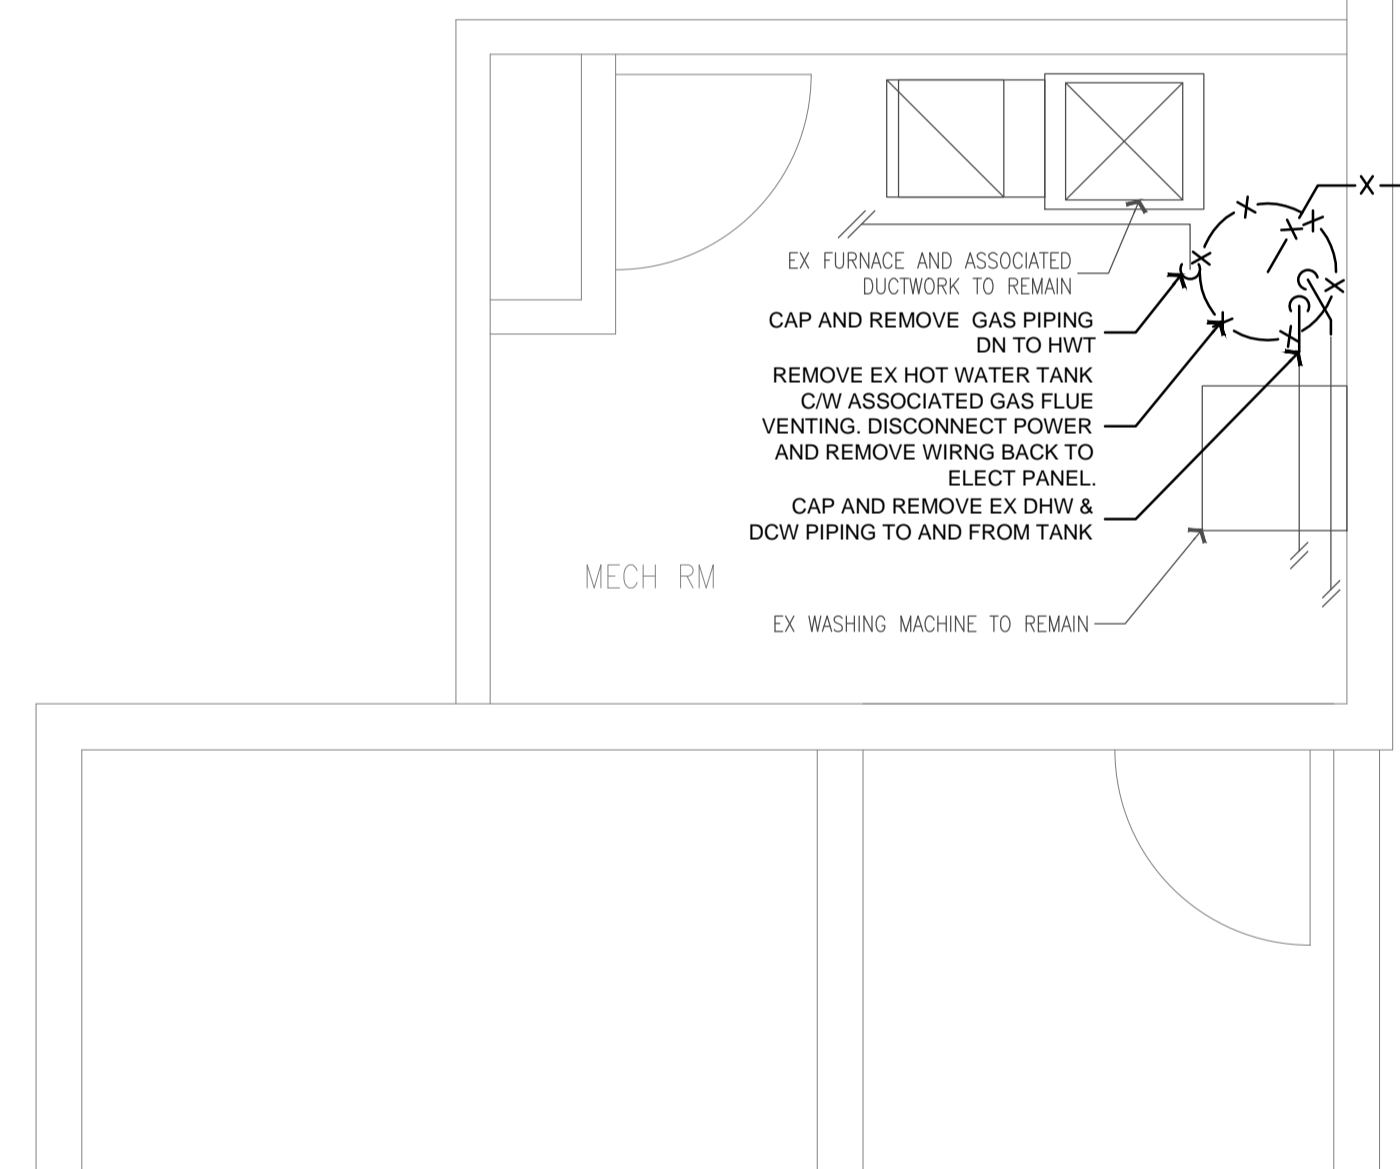 EX FURNACE AND ASSOCIATED
DUCTWORK TO REMAIN
CAP AND REMOVE GAS PIPING
DN TO HWT
REMOVE EX HOT WATER TANK
C/W ASSOCIATED GAS FLUE
VENTING. DISCONNECT POWER
AND REMOVE WIRNG BACK TO
ELECT PANEL.
CAP AND REMOVE EX DHW &
DCW PIPING TO AND FROM TANK
MECH RM
EX WASHING MACHINE TO REMAIN